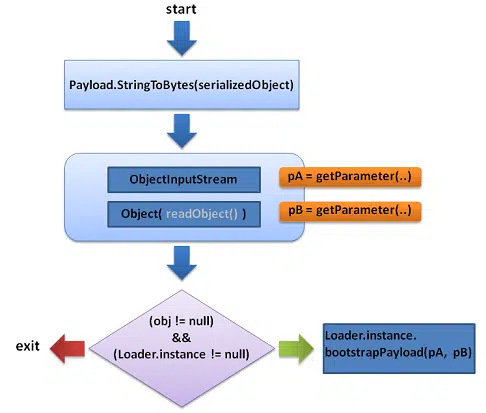 start
Payload.StringToBytes(serializedObject)
ObjectInputStream
pA = getParameter(..)
Object( readObject() )
pB = getParameter(..)
(obj != null)
&&
(Loader.instance != null)
exit
Loader.instance.
bootstrapPayload(pA, pB)